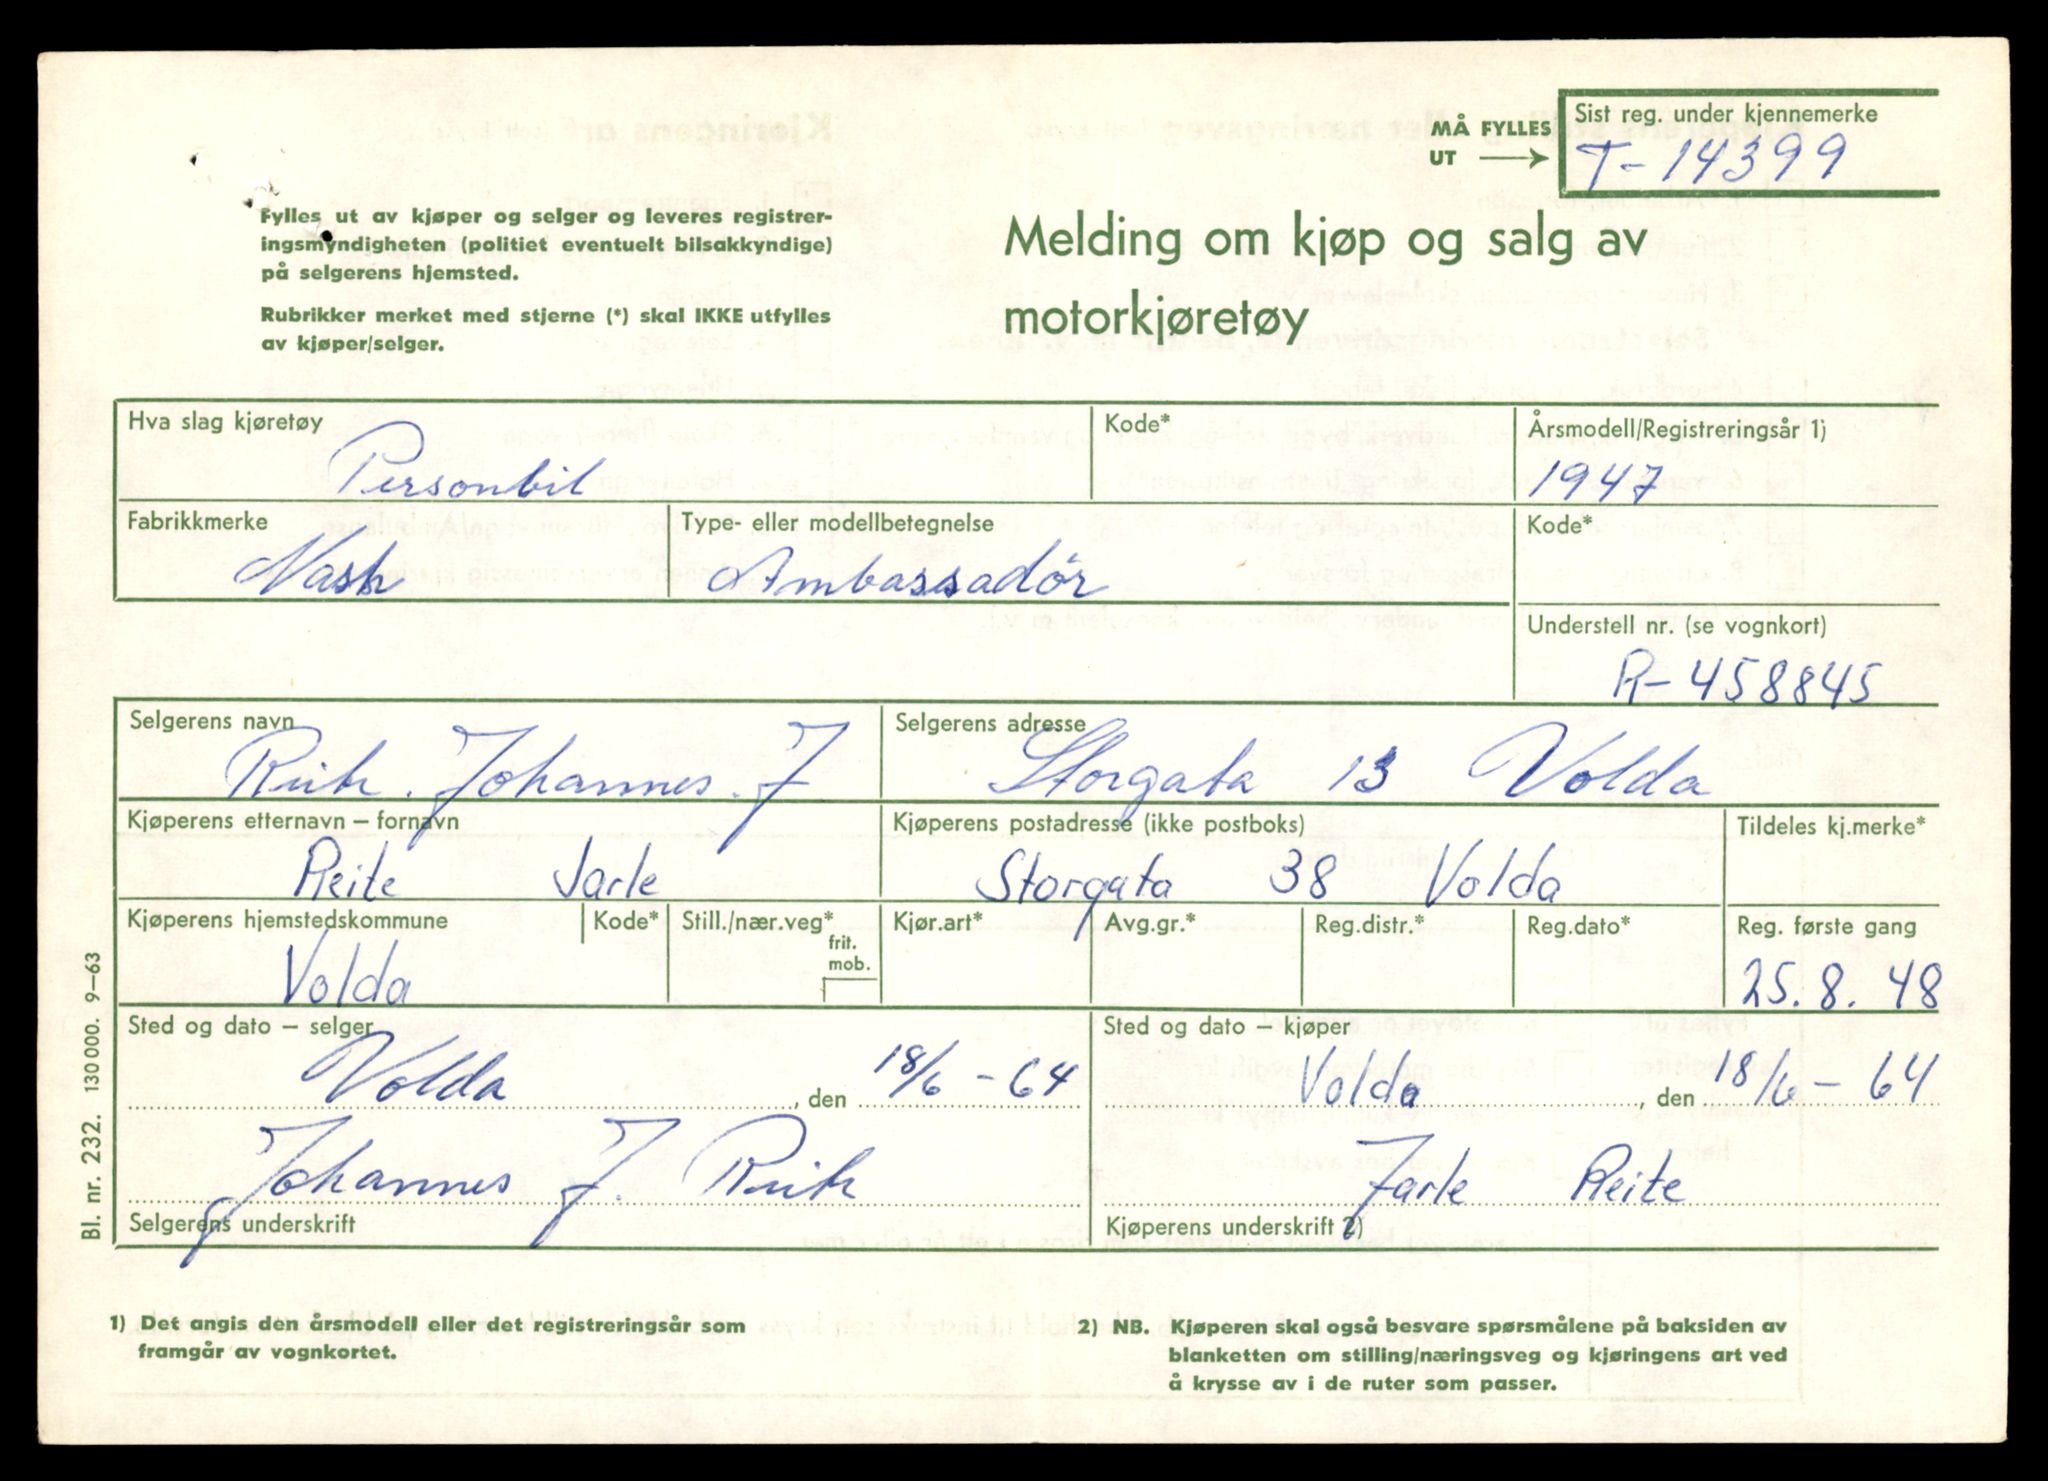 MÅ FYLLES UT
Sist reg. under kjennemerke
T-14399
Fylles ut av kjøper og selger og leveres registrer-
ingsmyndigheten (politiet eventuelt bilsakkyndige)
på selgerens hjemsted.
Rubrikker merket med stjerne (*) skal IKKE utfylles
av kjøper/selger.
Melding om kjøp og salg av
motorkjøretøy
Hva slag kjøretøy
Personbil
Kode*
Årsmodell/Registreringsår 1)
1947
Fabrikkmerke
Nash
Type- eller modellbetegnelse
Ambassadør
Kode*
Understell nr. (se vognkort)
R-458845
Selgerens navn
Johannes. J
Selgerens adresse
Storgata 13 Volda
Kjøperens etternavn – fornavn
Reite Jarle
Kjøperens postadresse (ikke postboks)
Storgata 38 Volda
Tildeles kj.merke*
Kjøperens hjemstedskommune
Volda
Kode*
Still./nær.veg*
frit.
mob.
Kjør.art*
Avg.gr.*
Reg.distr.*
Reg.dato*
Reg. første gang
25.8.48
Sted og dato – selger
Volda, den 18/6 - 64
Sted og dato – kjøper
Volda, den 18/6 - 64
Johannes J.
Selgerens underskrift
Jarle Reite
Kjøperens underskrift 2)
Bl. nr. 232. 130 000. 9–63
1) Det angis den årsmodell eller det registreringsår som
framgår av vognkortet.
2) NB. Kjøperen skal også besvare spørsmålene på baksiden av
blanketten om stilling/næringsveg og kjøringens art ved
å krysse av i de ruter som passer.